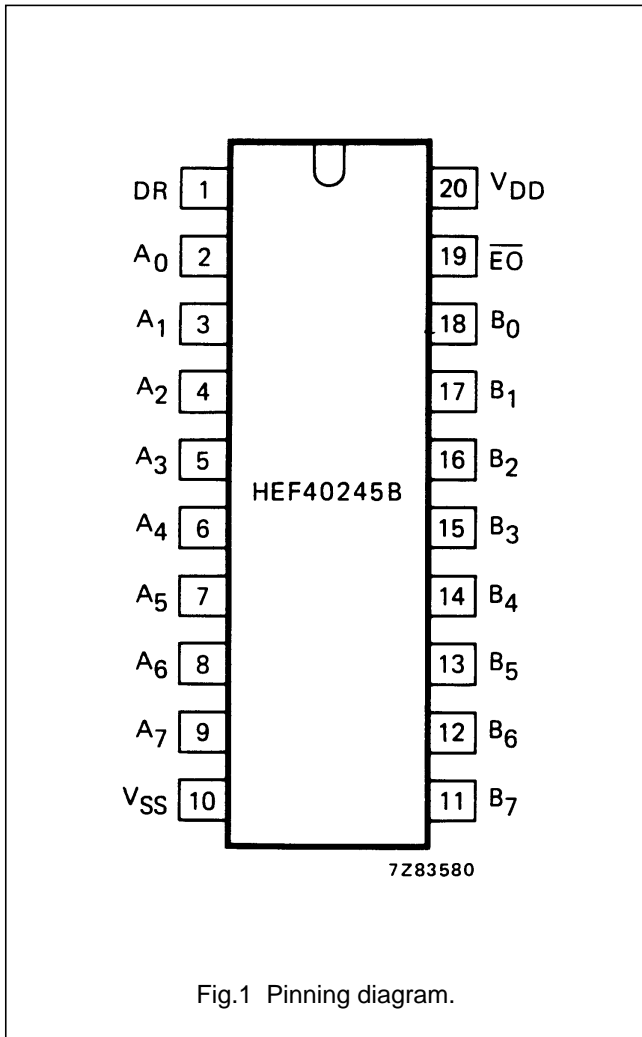 DR 1 20 VDD
A0 2 19 E̅O̅
A1 3 18 B0
A2 4 17 B1
A3 5 16 B2
HEF40245B
A4 6 15 B3
A5 7 14 B4
A6 8 13 B5
A7 9 12 B6
VSS 10 11 B7
7Z83580
Fig.1 Pinning diagram.